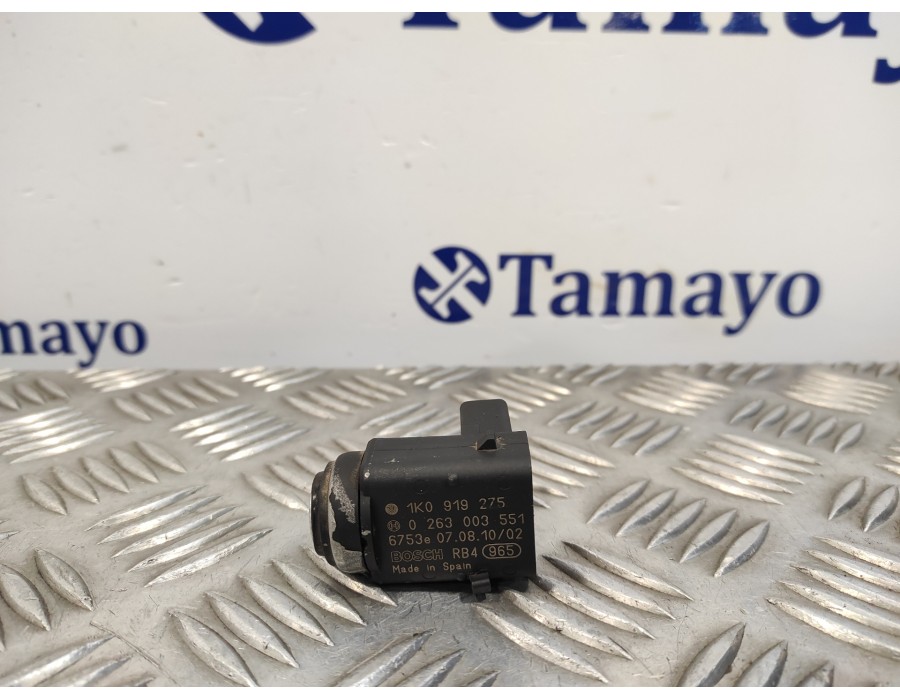 Tamayo
Tamayo
mayo
1K0 919 275
0 263 003 551
6753e 07.08.10/02
BOSCH RB4 965
Made in Spain